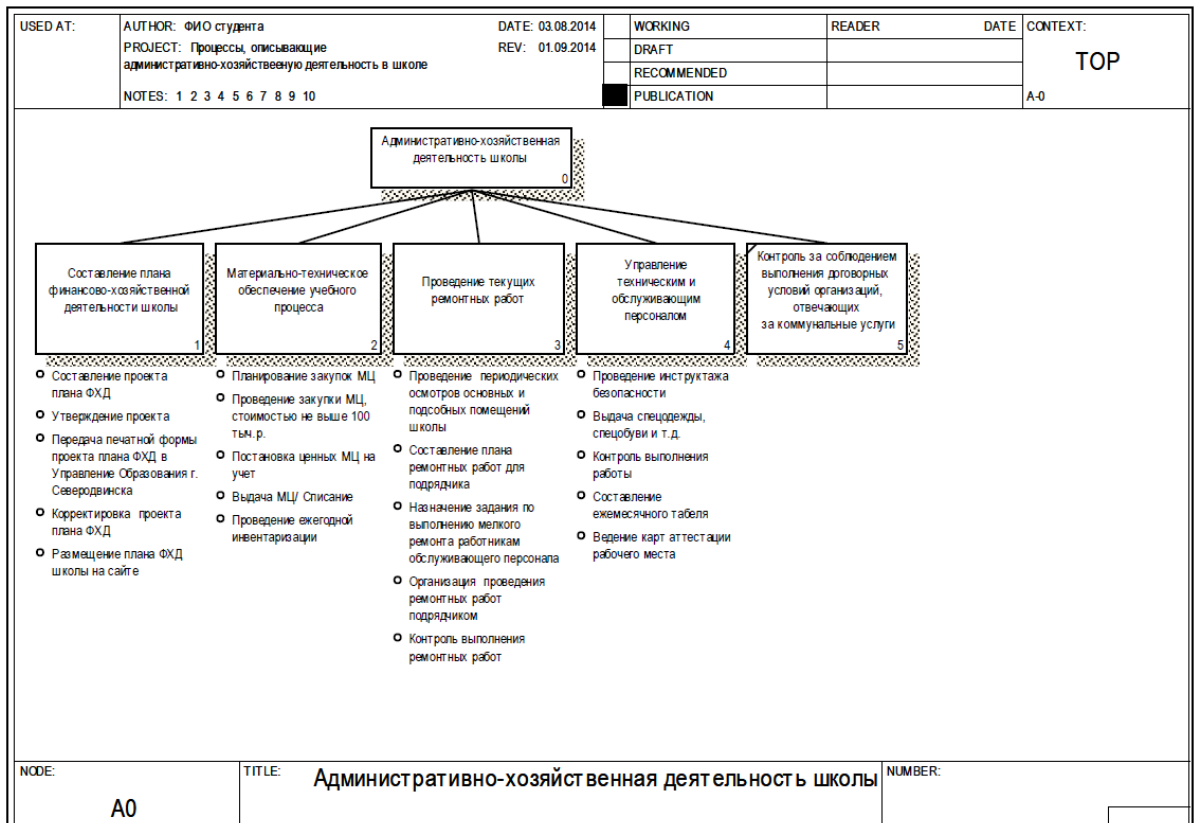 USED AT:
AUTHOR: ФИО студента
DATE: 03.08.2014
PROJECT: Процессы, описывающие
административно-хозяйствееную деятельность в школе
REV: 01.09.2014
NOTES: 1 2 3 4 5 6 7 8 9 10
WORKING
DRAFT
RECOMMENDED
PUBLICATION
READER
DATE
CONTEXT:
TOP
A-0
Административно-хозяйственная
деятельность школы
0
Составление плана
финансово-хозяйственной
деятельности школы
1
Материально-техническое
обеспечение учебного
процесса
2
Проведение текущих
ремонтных работ
3
Управление
техническим и
обслуживающим
персоналом
4
Контроль за соблюдением
выполнения договорных
условий организаций,
отвечающих
за коммунальные услуги
5
Составление проекта
плана ФХД
Утверждение проекта
Передача печатной формы
проекта плана ФХД в
Управление Образования г.
Северодвинска
Корректировка проекта
плана ФХД
Размещение плана ФХД
школы на сайте
Планирование закупок МЦ
Проведение закупки МЦ,
стоимостью не выше 100
тыч.р.
Постановка ценных МЦ на
учет
Выдача МЦ/ Списание
Проведение ежегодной
инвентаризации
Проведение периодических
осмотров основных и
подсобных помещений
школы
Составление плана
ремонтных работ для
подрядчика
Назначение задания по
выполнению мелкого
ремонта работникам
обслуживающего персонала
Организация проведения
ремонтных работ
подрядчиком
Контроль выполнения
ремонтных работ
Проведение инструктажа
безопасности
Выдача спецодежды,
спецобуви и т.д.
Контроль выполнения
работы
Составление
ежемесячного табеля
Ведение карт аттестации
рабочего места
NODE:
A0
TITLE:
Административно-хозяйственная деятельность школы
NUMBER: